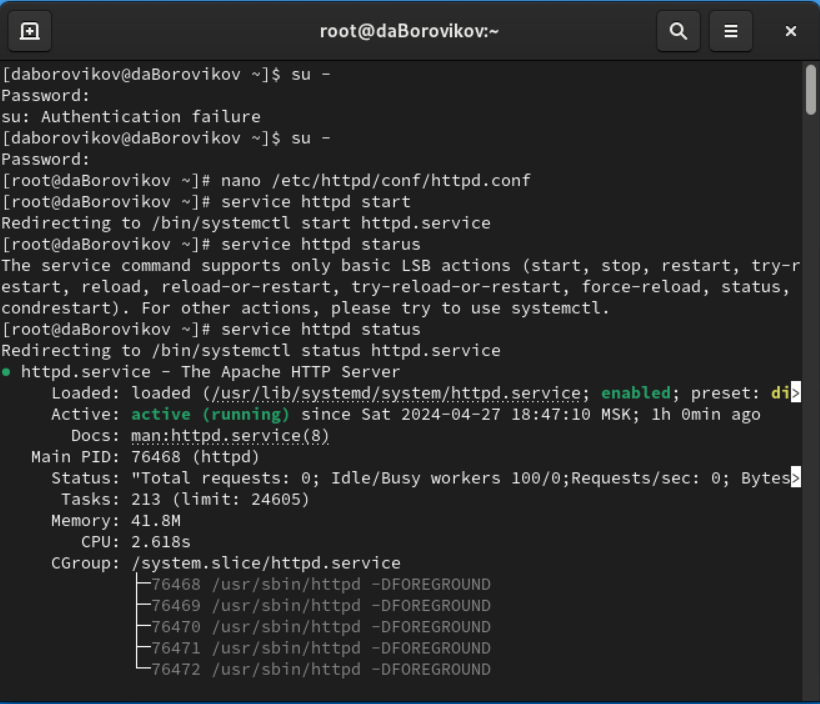 root@daBorovikov:~
[daborovikov@daBorovikov ~]$ su -
Password:
su: Authentication failure
[daborovikov@daBorovikov ~]$ su -
Password:
[root@daBorovikov ~]# nano /etc/httpd/conf/httpd.conf
[root@daBorovikov ~]# service httpd start
Redirecting to /bin/systemctl start httpd.service
[root@daBorovikov ~]# service httpd starus
The service command supports only basic LSB actions (start, stop, restart, try-r
estart, reload, reload-or-restart, try-reload-or-restart, force-reload, status,
condrestart). For other actions, please try to use systemctl.
[root@daBorovikov ~]# service httpd status
Redirecting to /bin/systemctl status httpd.service
● httpd.service - The Apache HTTP Server
     Loaded: loaded (/usr/lib/systemd/system/httpd.service; enabled; preset: di>
     Active: active (running) since Sat 2024-04-27 18:47:10 MSK; 1h 0min ago
       Docs: man:httpd.service(8)
   Main PID: 76468 (httpd)
     Status: "Total requests: 0; Idle/Busy workers 100/0;Requests/sec: 0; Bytes>
      Tasks: 213 (limit: 24605)
     Memory: 41.8M
        CPU: 2.618s
     CGroup: /system.slice/httpd.service
             ├─76468 /usr/sbin/httpd -DFOREGROUND
             ├─76469 /usr/sbin/httpd -DFOREGROUND
             ├─76470 /usr/sbin/httpd -DFOREGROUND
             ├─76471 /usr/sbin/httpd -DFOREGROUND
             └─76472 /usr/sbin/httpd -DFOREGROUND